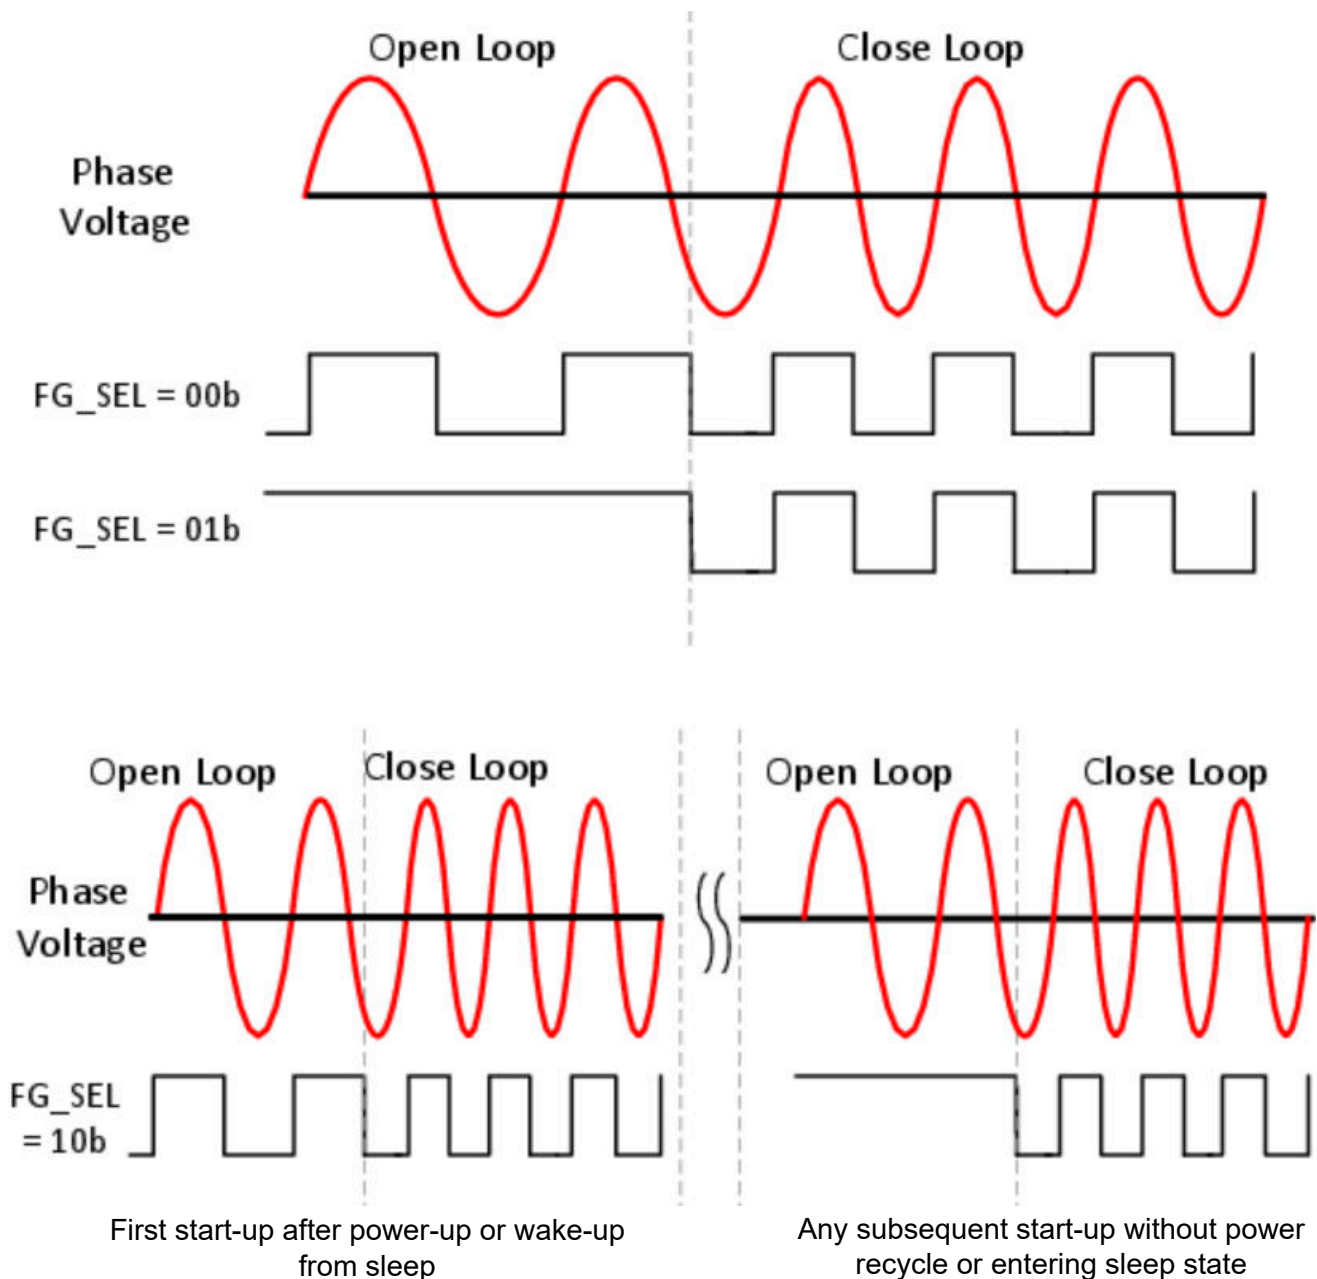 Open Loop
Close Loop
Phase
Voltage
FG_SEL = 00b
FG_SEL = 01b
Open Loop
Close Loop
Open Loop
Close Loop
Phase
Voltage
FG_SEL
= 10b
First start-up after power-up or wake-up
from sleep
Any subsequent start-up without power
recycle or entering sleep state